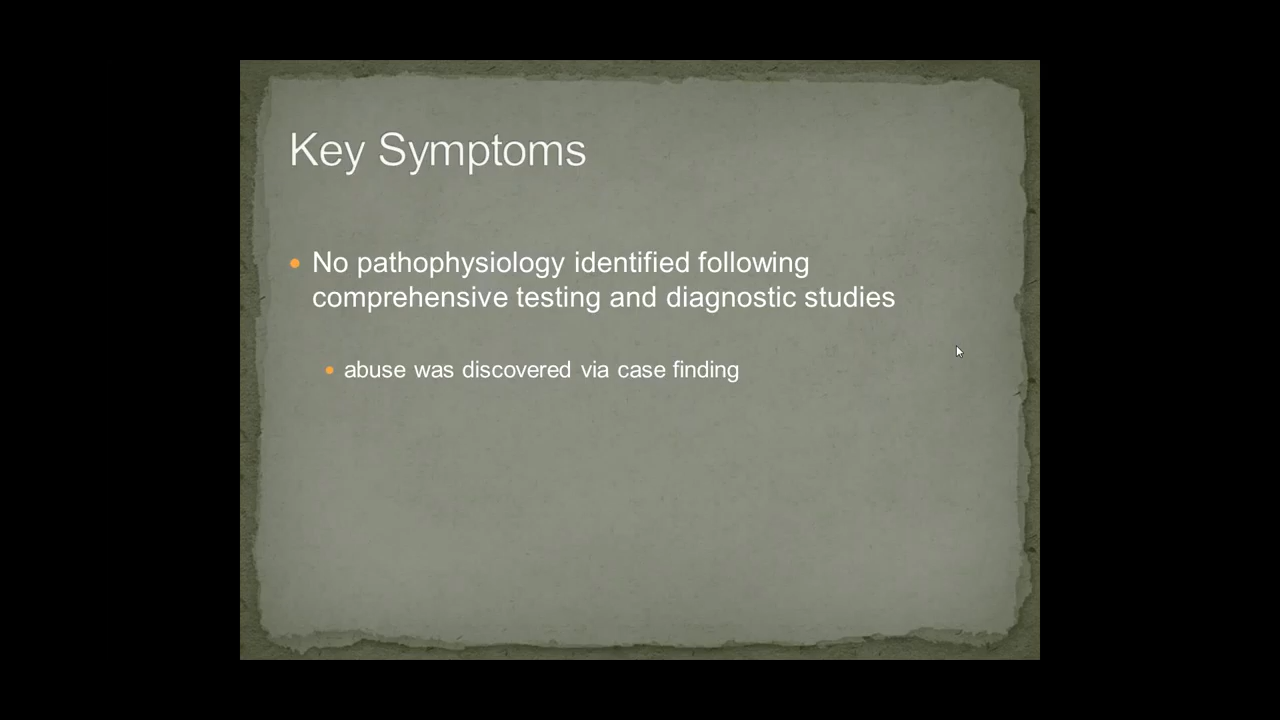 Key Symptoms
No pathophysiology identified following
comprehensive testing and diagnostic studies
abuse was discovered via case finding